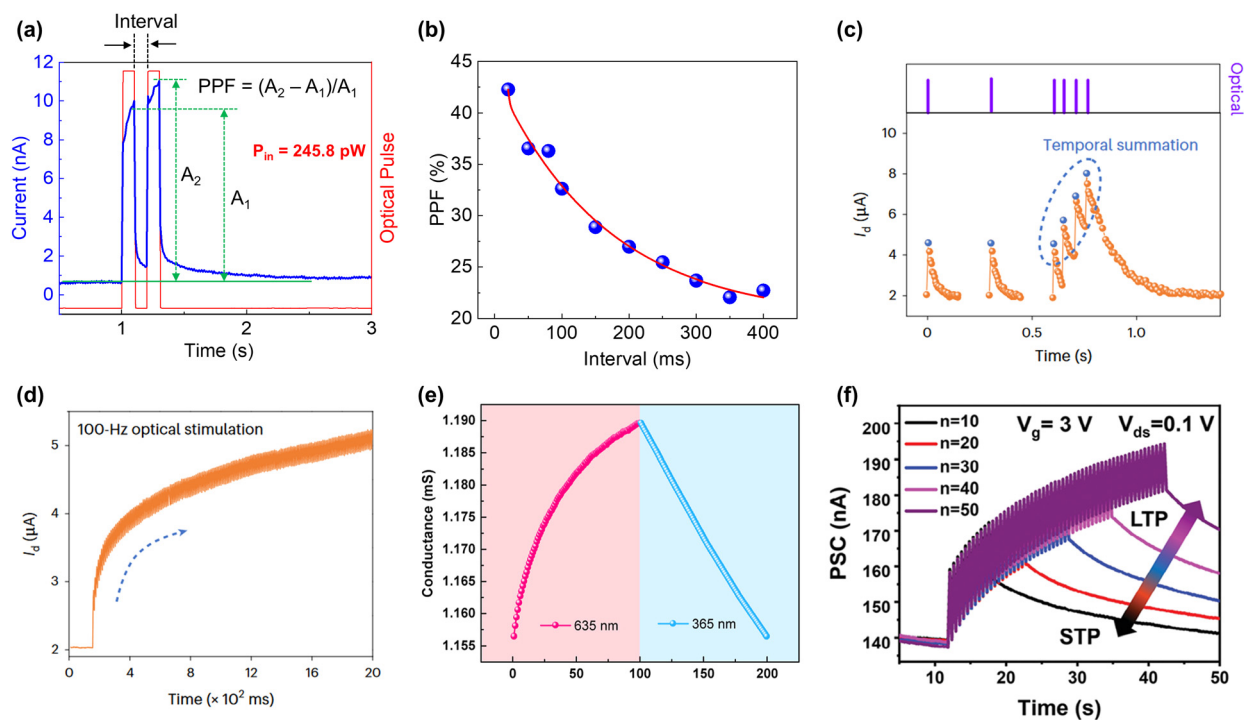 (a)
Interval
PPF = (A2 – A1)/A1
Pin = 245.8 pW
A2
A1
Current (nA)
Optical Pulse
12
10
8
6
4
2
0
1
2
3
Time (s)
(b)
45
40
35
30
25
20
PPF (%)
0
100
200
300
400
Interval (ms)
(c)
Optical
10
8
6
4
2
Id (μA)
Temporal summation
0
0.5
1.0
Time (s)
(d)
100-Hz optical stimulation
5
4
3
2
Id (μA)
0
4
8
12
16
20
Time (× 10² ms)
(e)
1.190
1.185
1.180
1.175
1.170
1.165
1.160
1.155
Conductance (mS)
635 nm
365 nm
0
50
100
150
200
(f)
200
190
180
170
160
150
140
PSC (nA)
n=10
n=20
n=30
n=40
n=50
Vg= 3 V Vds=0.1 V
LTP
STP
10
20
30
40
50
Time (s)